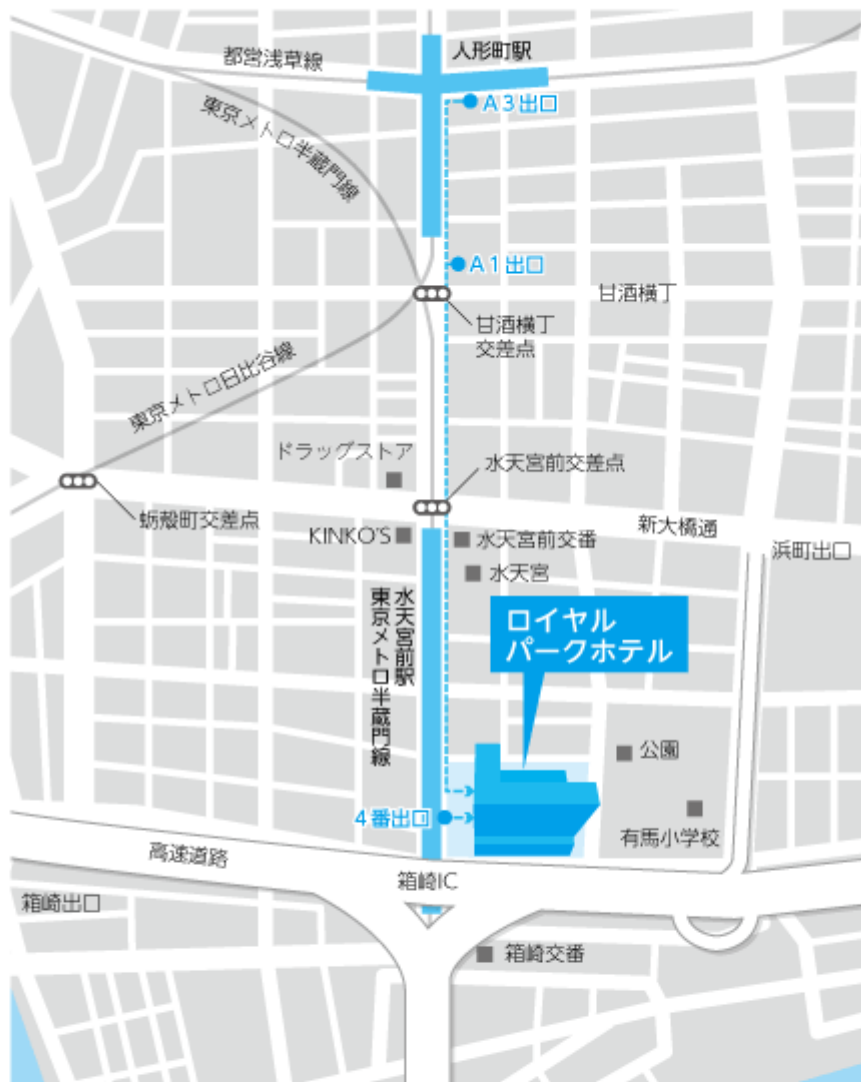 人形町駅
都営浅草線
A3出口
東京メトロ半蔵門線
A1出口
甘酒横丁
甘酒横丁
交差点
東京メトロ日比谷線
ドラッグストア
水天宮前交差点
蛎殻町交差点
新大橋通
KINKO'S
水天宮前交番
浜町出口
水天宮
ロイヤル
パークホテル
水天宮前駅
東京メトロ半蔵門線
公園
4番出口
有馬小学校
高速道路
箱崎IC
箱崎出口
箱崎交番